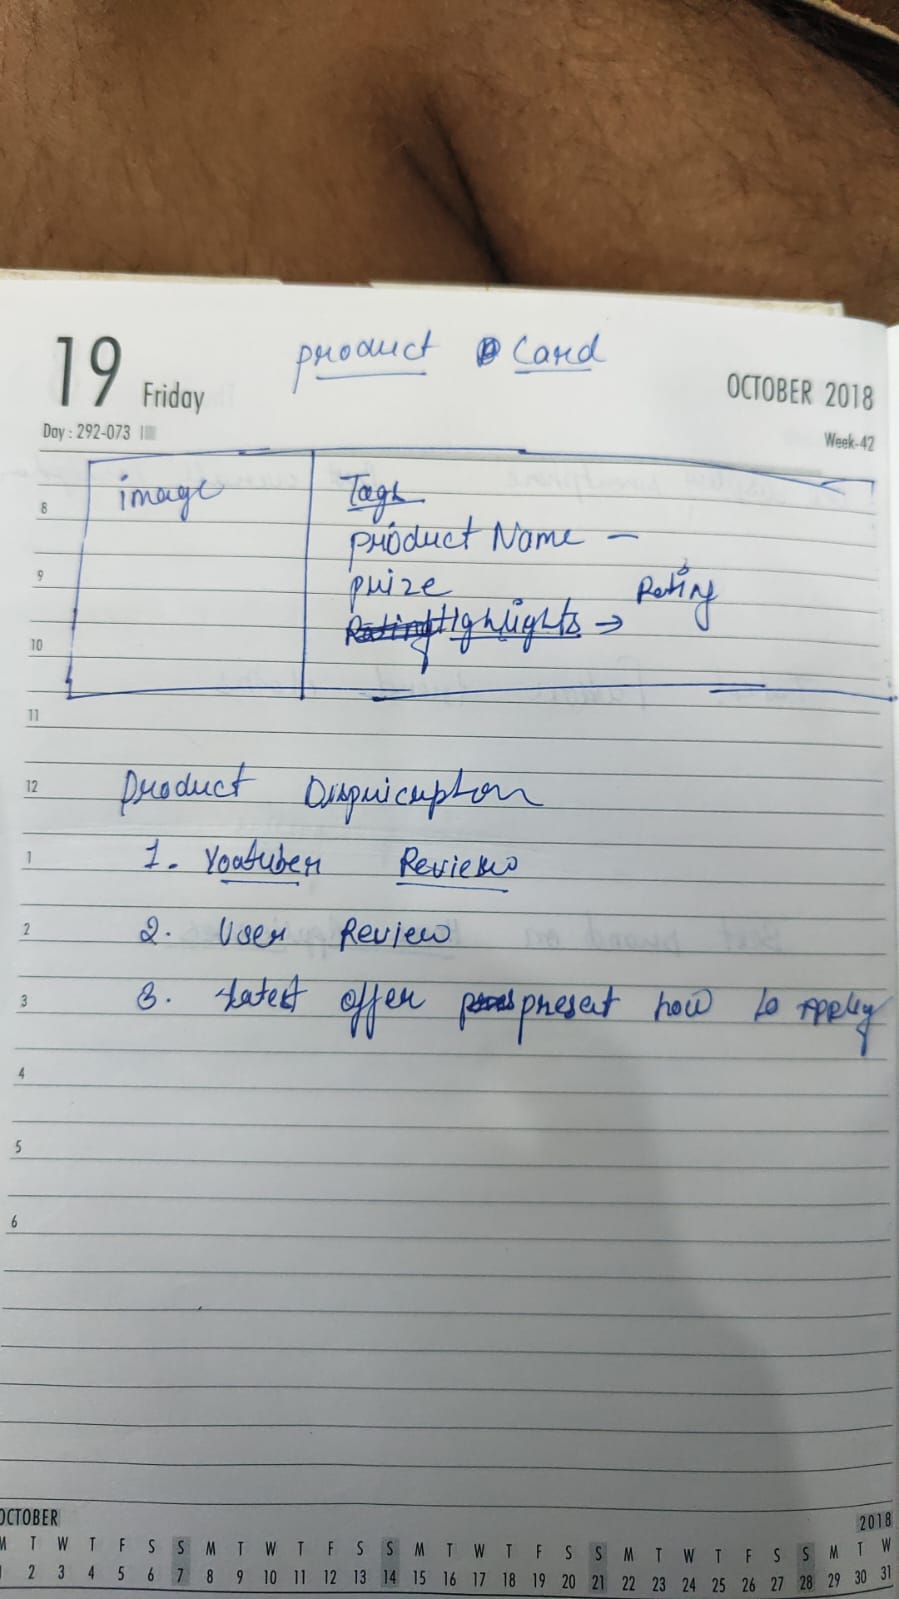 19 Friday
product Card
OCTOBER 2018
Day : 292-073
Week-42
image
Tags
product Name —
prize
Rating
Highlights →
8
9
10
11
12
1
2
3
4
5
6
Product
1. Yoatuber Review
2. User Review
3. latest offer present how to Apply
OCTOBER 2018
M T W T F S S M T W T F S S M T W T F S S M T W T F S S M T W
1 2 3 4 5 6 7 8 9 10 11 12 13 14 15 16 17 18 19 20 21 22 23 24 25 26 27 28 29 30 31